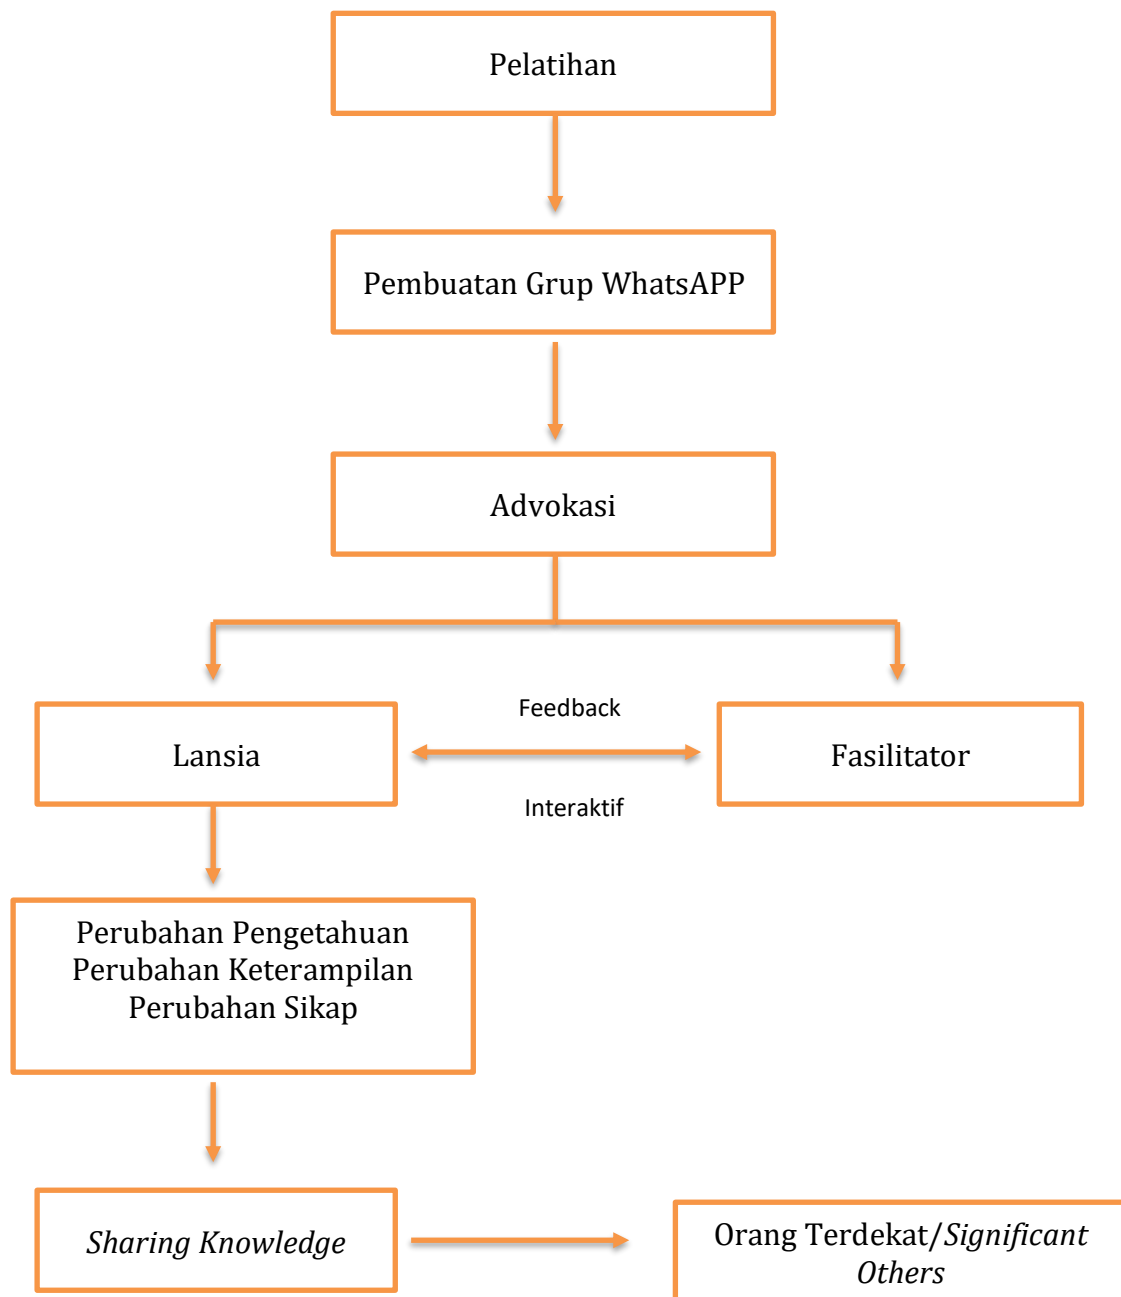 Pelatihan
Pembuatan Grup WhatsAPP
Advokasi
Feedback
Lansia
Fasilitator
Interaktif
Perubahan Pengetahuan
Perubahan Keterampilan
Perubahan Sikap
Sharing Knowledge
Orang Terdekat/Significant
Others